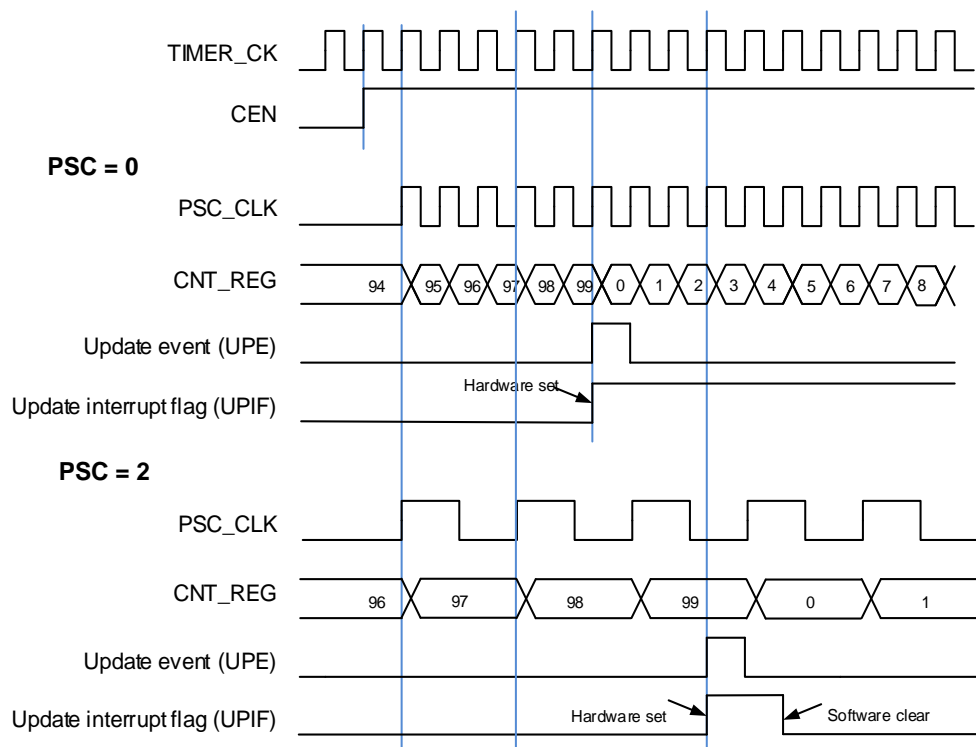 TIMER_CK
CEN
PSC = 0
PSC_CLK
CNT_REG 94 95 96 97 98 99 0 1 2 3 4 5 6 7 8
Update event (UPE)
Hardware set
Update interrupt flag (UPIF)
PSC = 2
PSC_CLK
CNT_REG 96 97 98 99 0 1
Update event (UPE)
Update interrupt flag (UPIF) Hardware set Software clear